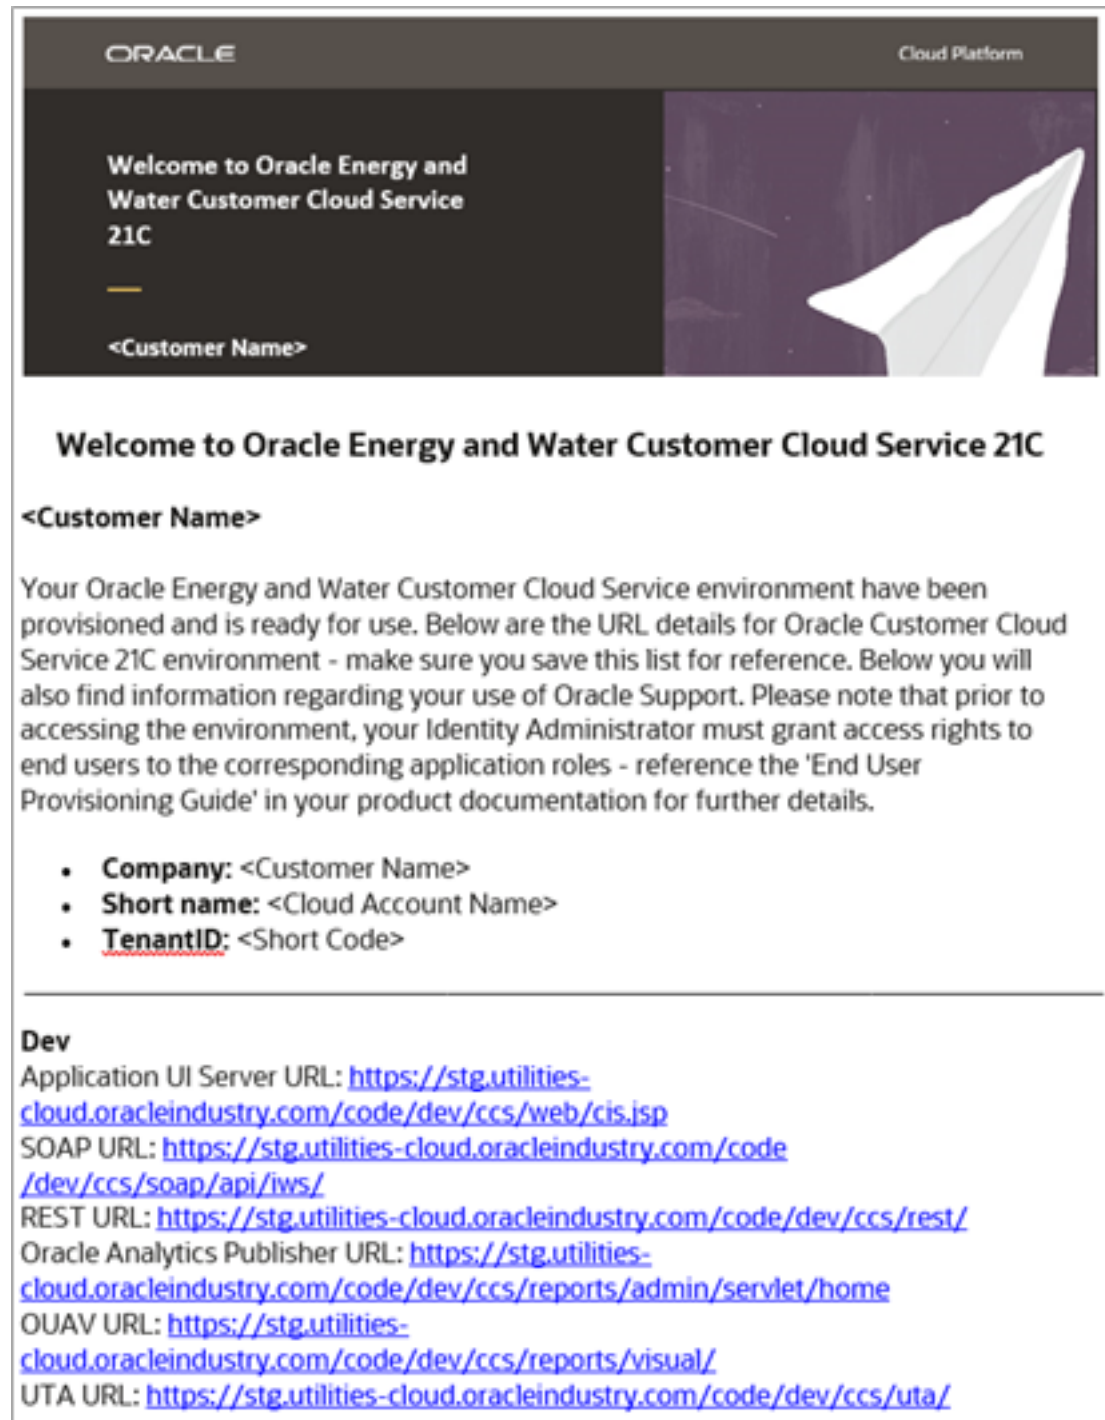 ORACLE
Cloud Platform
Welcome to Oracle Energy and
Water Customer Cloud Service
21C
<Customer Name>
Welcome to Oracle Energy and Water Customer Cloud Service 21C
<Customer Name>
Your Oracle Energy and Water Customer Cloud Service environment have been
provisioned and is ready for use. Below are the URL details for Oracle Customer Cloud
Service 21C environment - make sure you save this list for reference. Below you will
also find information regarding your use of Oracle Support. Please note that prior to
accessing the environment, your Identity Administrator must grant access rights to
end users to the corresponding application roles - reference the 'End User
Provisioning Guide' in your product documentation for further details.
• Company: <Customer Name>
• Short name: <Cloud Account Name>
• TenantID: <Short Code>
Dev
Application UI Server URL: https://stg.utilities-
cloud.oracleindustry.com/code/dev/ccs/web/cis.jsp
SOAP URL: https://stg.utilities-cloud.oracleindustry.com/code
/dev/ccs/soap/api/iws/
REST URL: https://stg.utilities-cloud.oracleindustry.com/code/dev/ccs/rest/
Oracle Analytics Publisher URL: https://stg.utilities-
cloud.oracleindustry.com/code/dev/ccs/reports/admin/servlet/home
OUAV URL: https://stg.utilities-
cloud.oracleindustry.com/code/dev/ccs/reports/visual/
UTA URL: https://stg.utilities-cloud.oracleindustry.com/code/dev/ccs/uta/